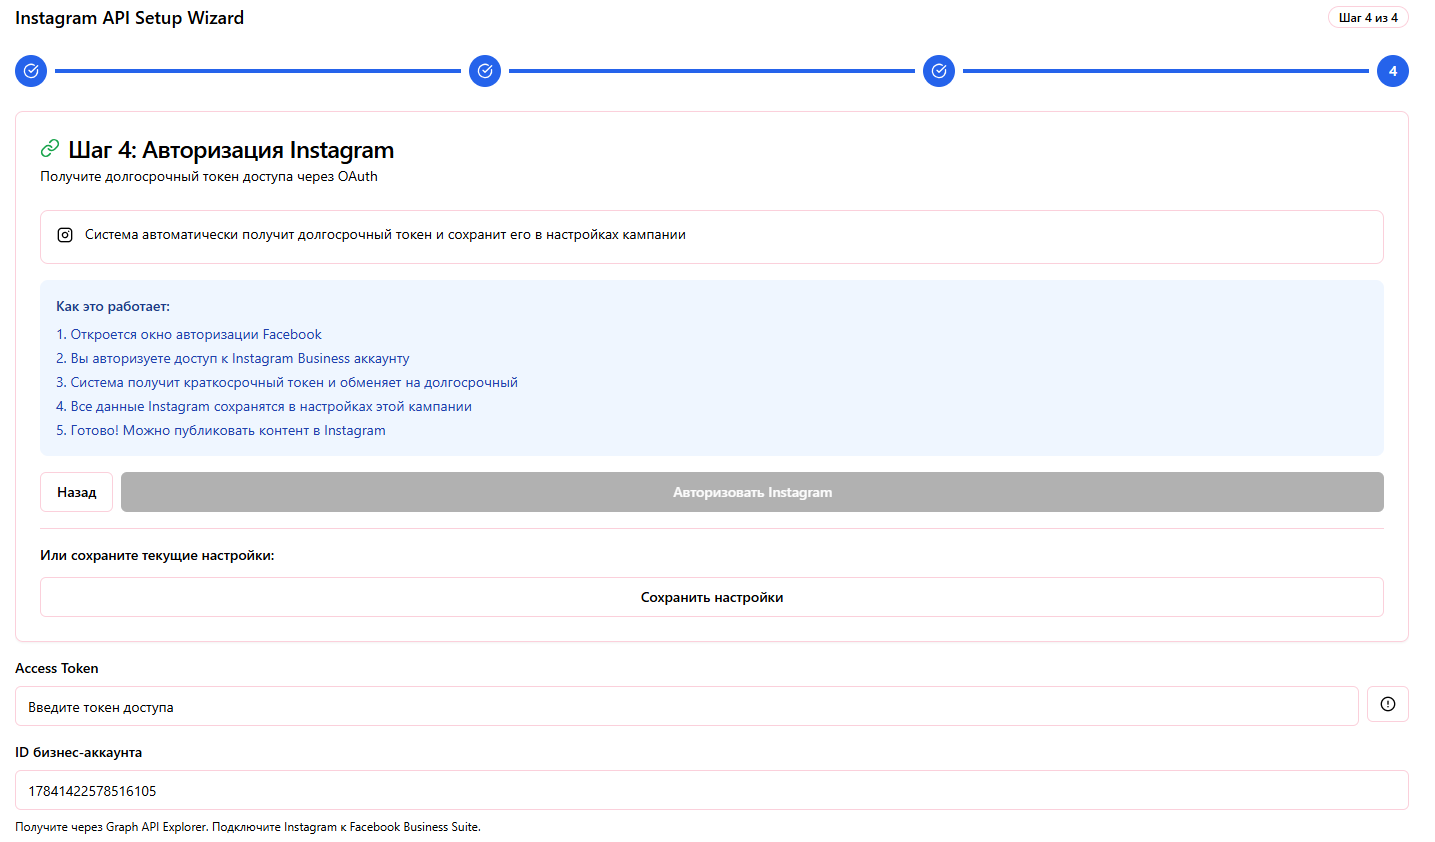 Instagram API Setup Wizard
Шаг 4 из 4
4
Шаг 4: Авторизация Instagram
Получите долгосрочный токен доступа через OAuth
Система автоматически получит долгосрочный токен и сохранит его в настройках кампании
Как это работает:
1. Откроется окно авторизации Facebook
2. Вы авторизуете доступ к Instagram Business аккаунту
3. Система получит краткосрочный токен и обменяет на долгосрочный
4. Все данные Instagram сохранятся в настройках этой кампании
5. Готово! Можно публиковать контент в Instagram
Назад
Авторизовать Instagram
Или сохраните текущие настройки:
Сохранить настройки
Access Token
Введите токен доступа
ID бизнес-аккаунта
17841422578516105
Получите через Graph API Explorer. Подключите Instagram к Facebook Business Suite.